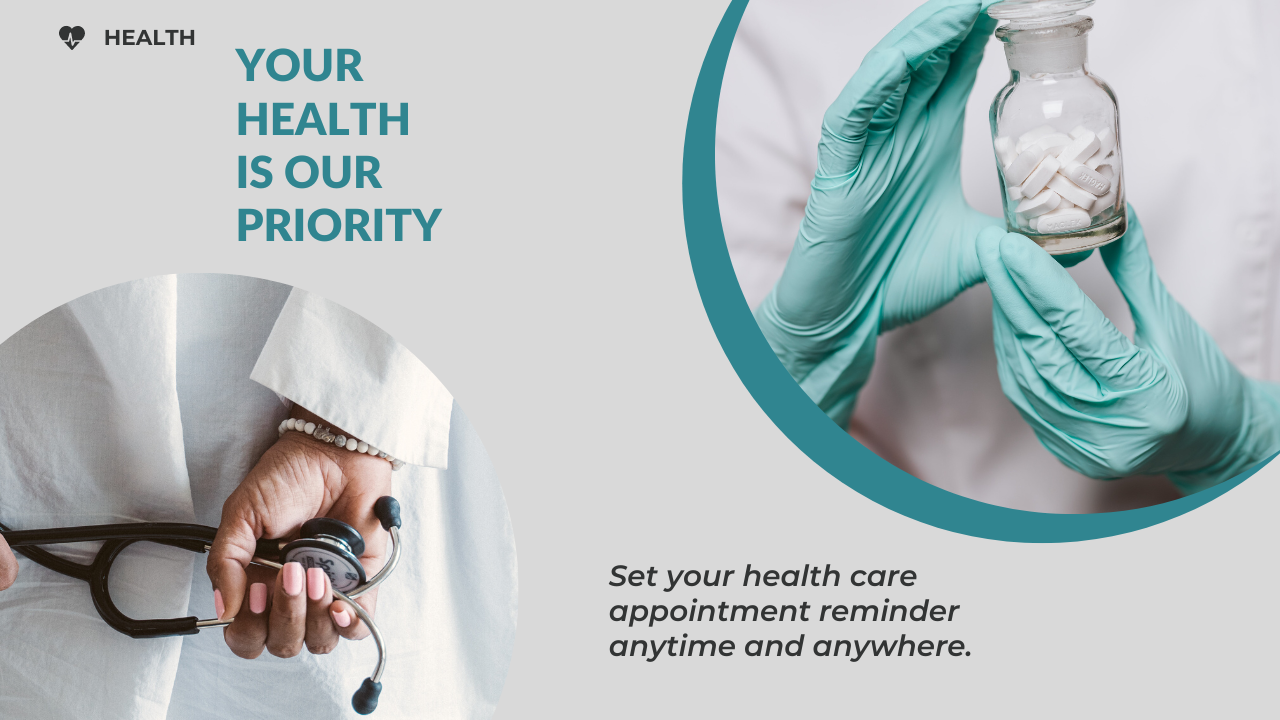 HEALTH
YOUR
HEALTH
IS OUR
PRIORITY
Set your health care
appointment reminder
anytime and anywhere.